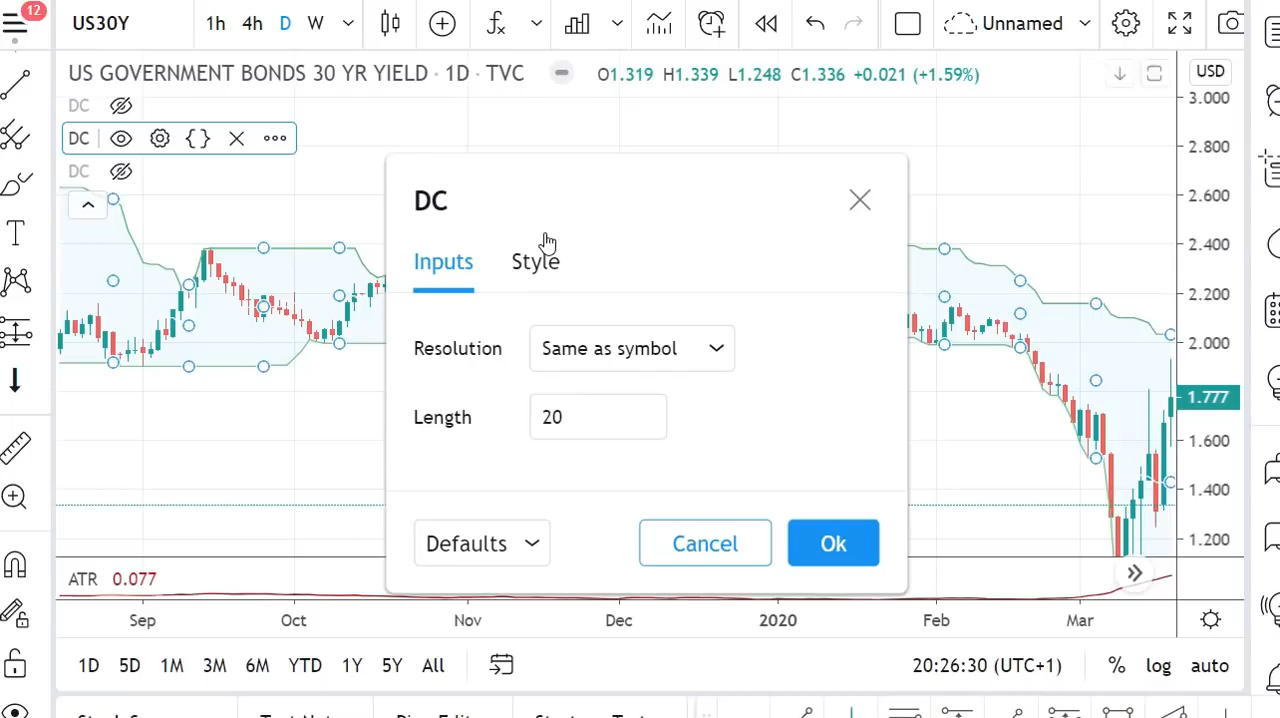 12
US30Y 1h 4h D W Unnamed
US GOVERNMENT BONDS 30 YR YIELD · 1D · TVC O1.319 H1.339 L1.248 C1.336 +0.021 (+1.59%) USD
DC
DC
DC
3.000
2.800
2.600
2.400
2.200
2.000
1.777
1.600
1.400
1.200
DC
Inputs Style
Resolution Same as symbol
Length 20
Defaults Cancel Ok
ATR 0.077
Sep Oct Nov Dec 2020 Feb Mar
1D 5D 1M 3M 6M YTD 1Y 5Y All 20:26:30 (UTC+1) % log auto